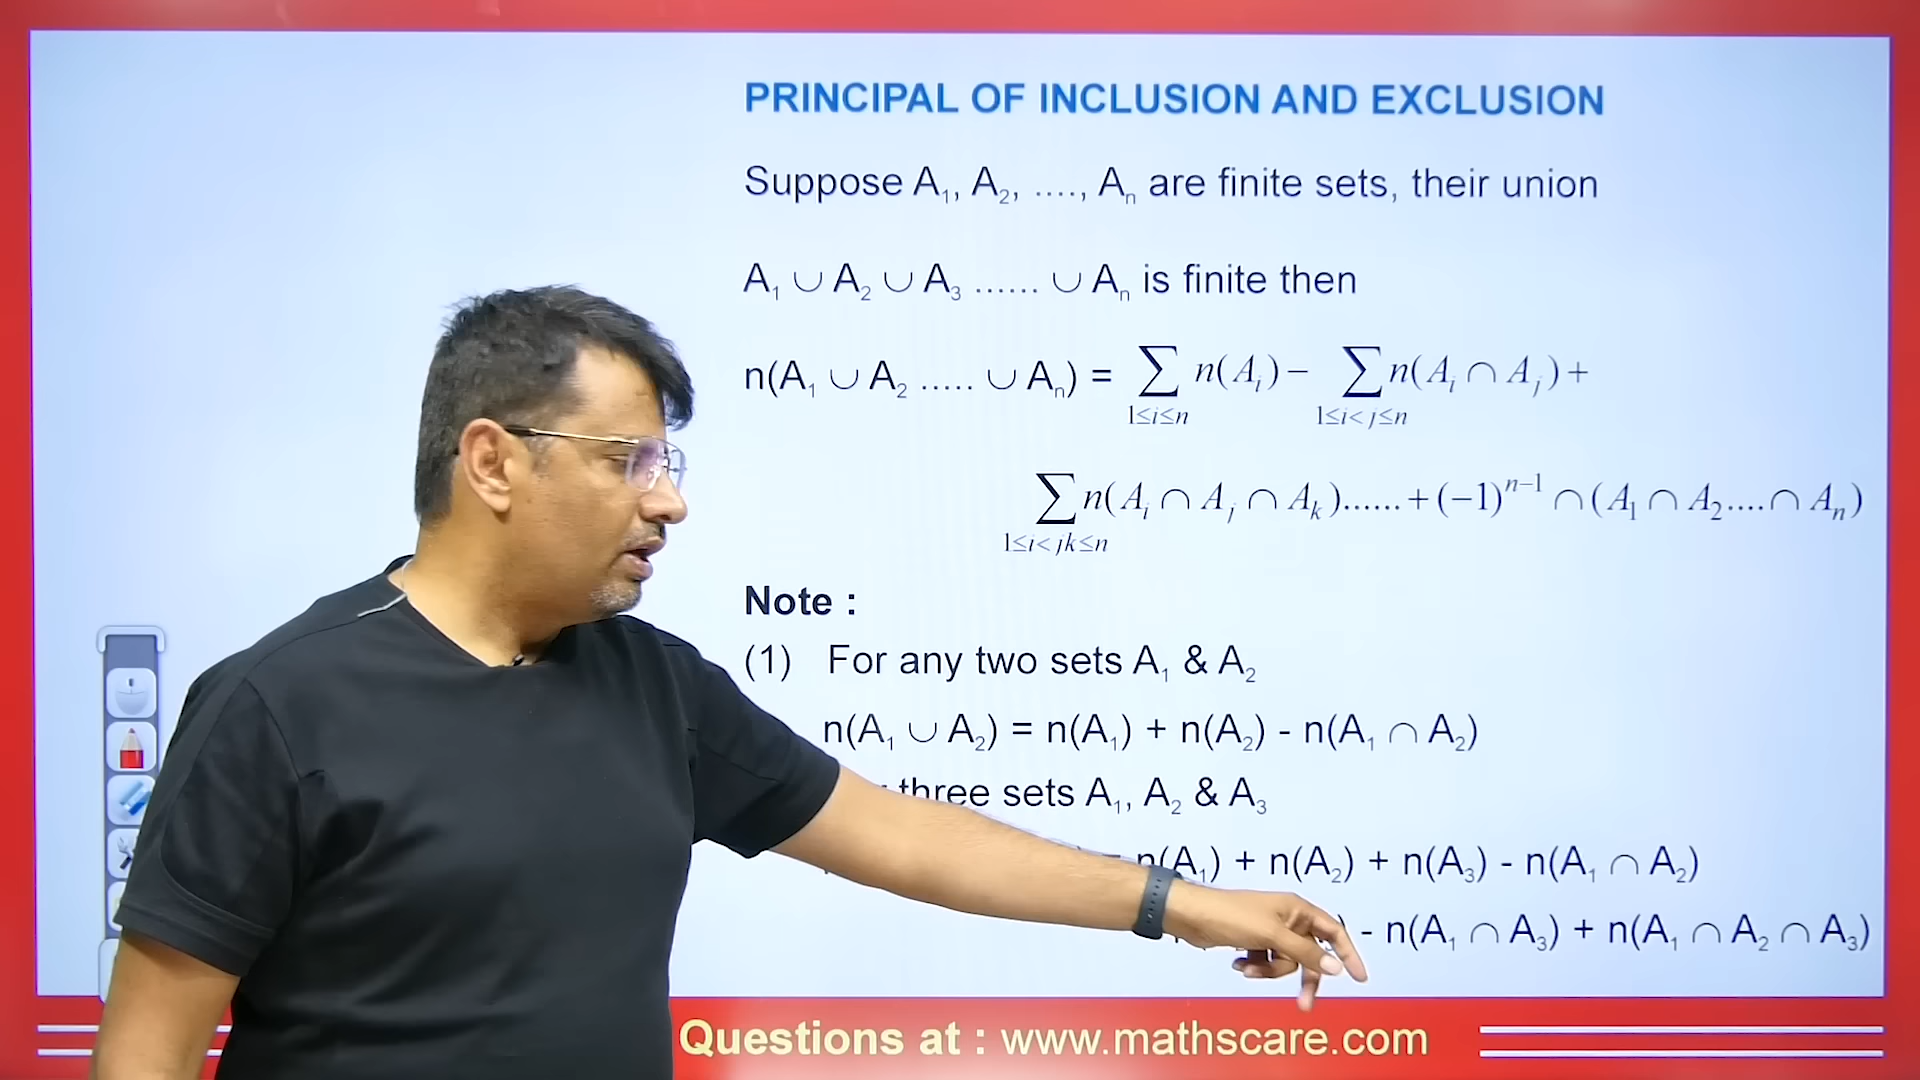 PRINCIPAL OF INCLUSION AND EXCLUSION
Suppose A₁, A₂, ...., Aₙ are finite sets, their union
A₁ ∪ A₂ ∪ A₃ ...... ∪ Aₙ is finite then
n(A₁ ∪ A₂ ..... ∪ Aₙ) = ∑ n(Aᵢ) − ∑ n(Aᵢ ∩ Aⱼ) +
1≤i≤n 1≤i<j≤n
∑ n(Aᵢ ∩ Aⱼ ∩ Aₖ)...... + (−1)ⁿ⁻¹ ∩ (A₁ ∩ A₂....∩ Aₙ)
1≤i<jk≤n
Note :
(1) For any two sets A₁ & A₂
n(A₁ ∪ A₂) = n(A₁) + n(A₂) - n(A₁ ∩ A₂)
three sets A₁, A₂ & A₃
n(A₁) + n(A₂) + n(A₃) - n(A₁ ∩ A₂)
- n(A₁ ∩ A₃) + n(A₁ ∩ A₂ ∩ A₃)
Questions at : www.mathscare.com